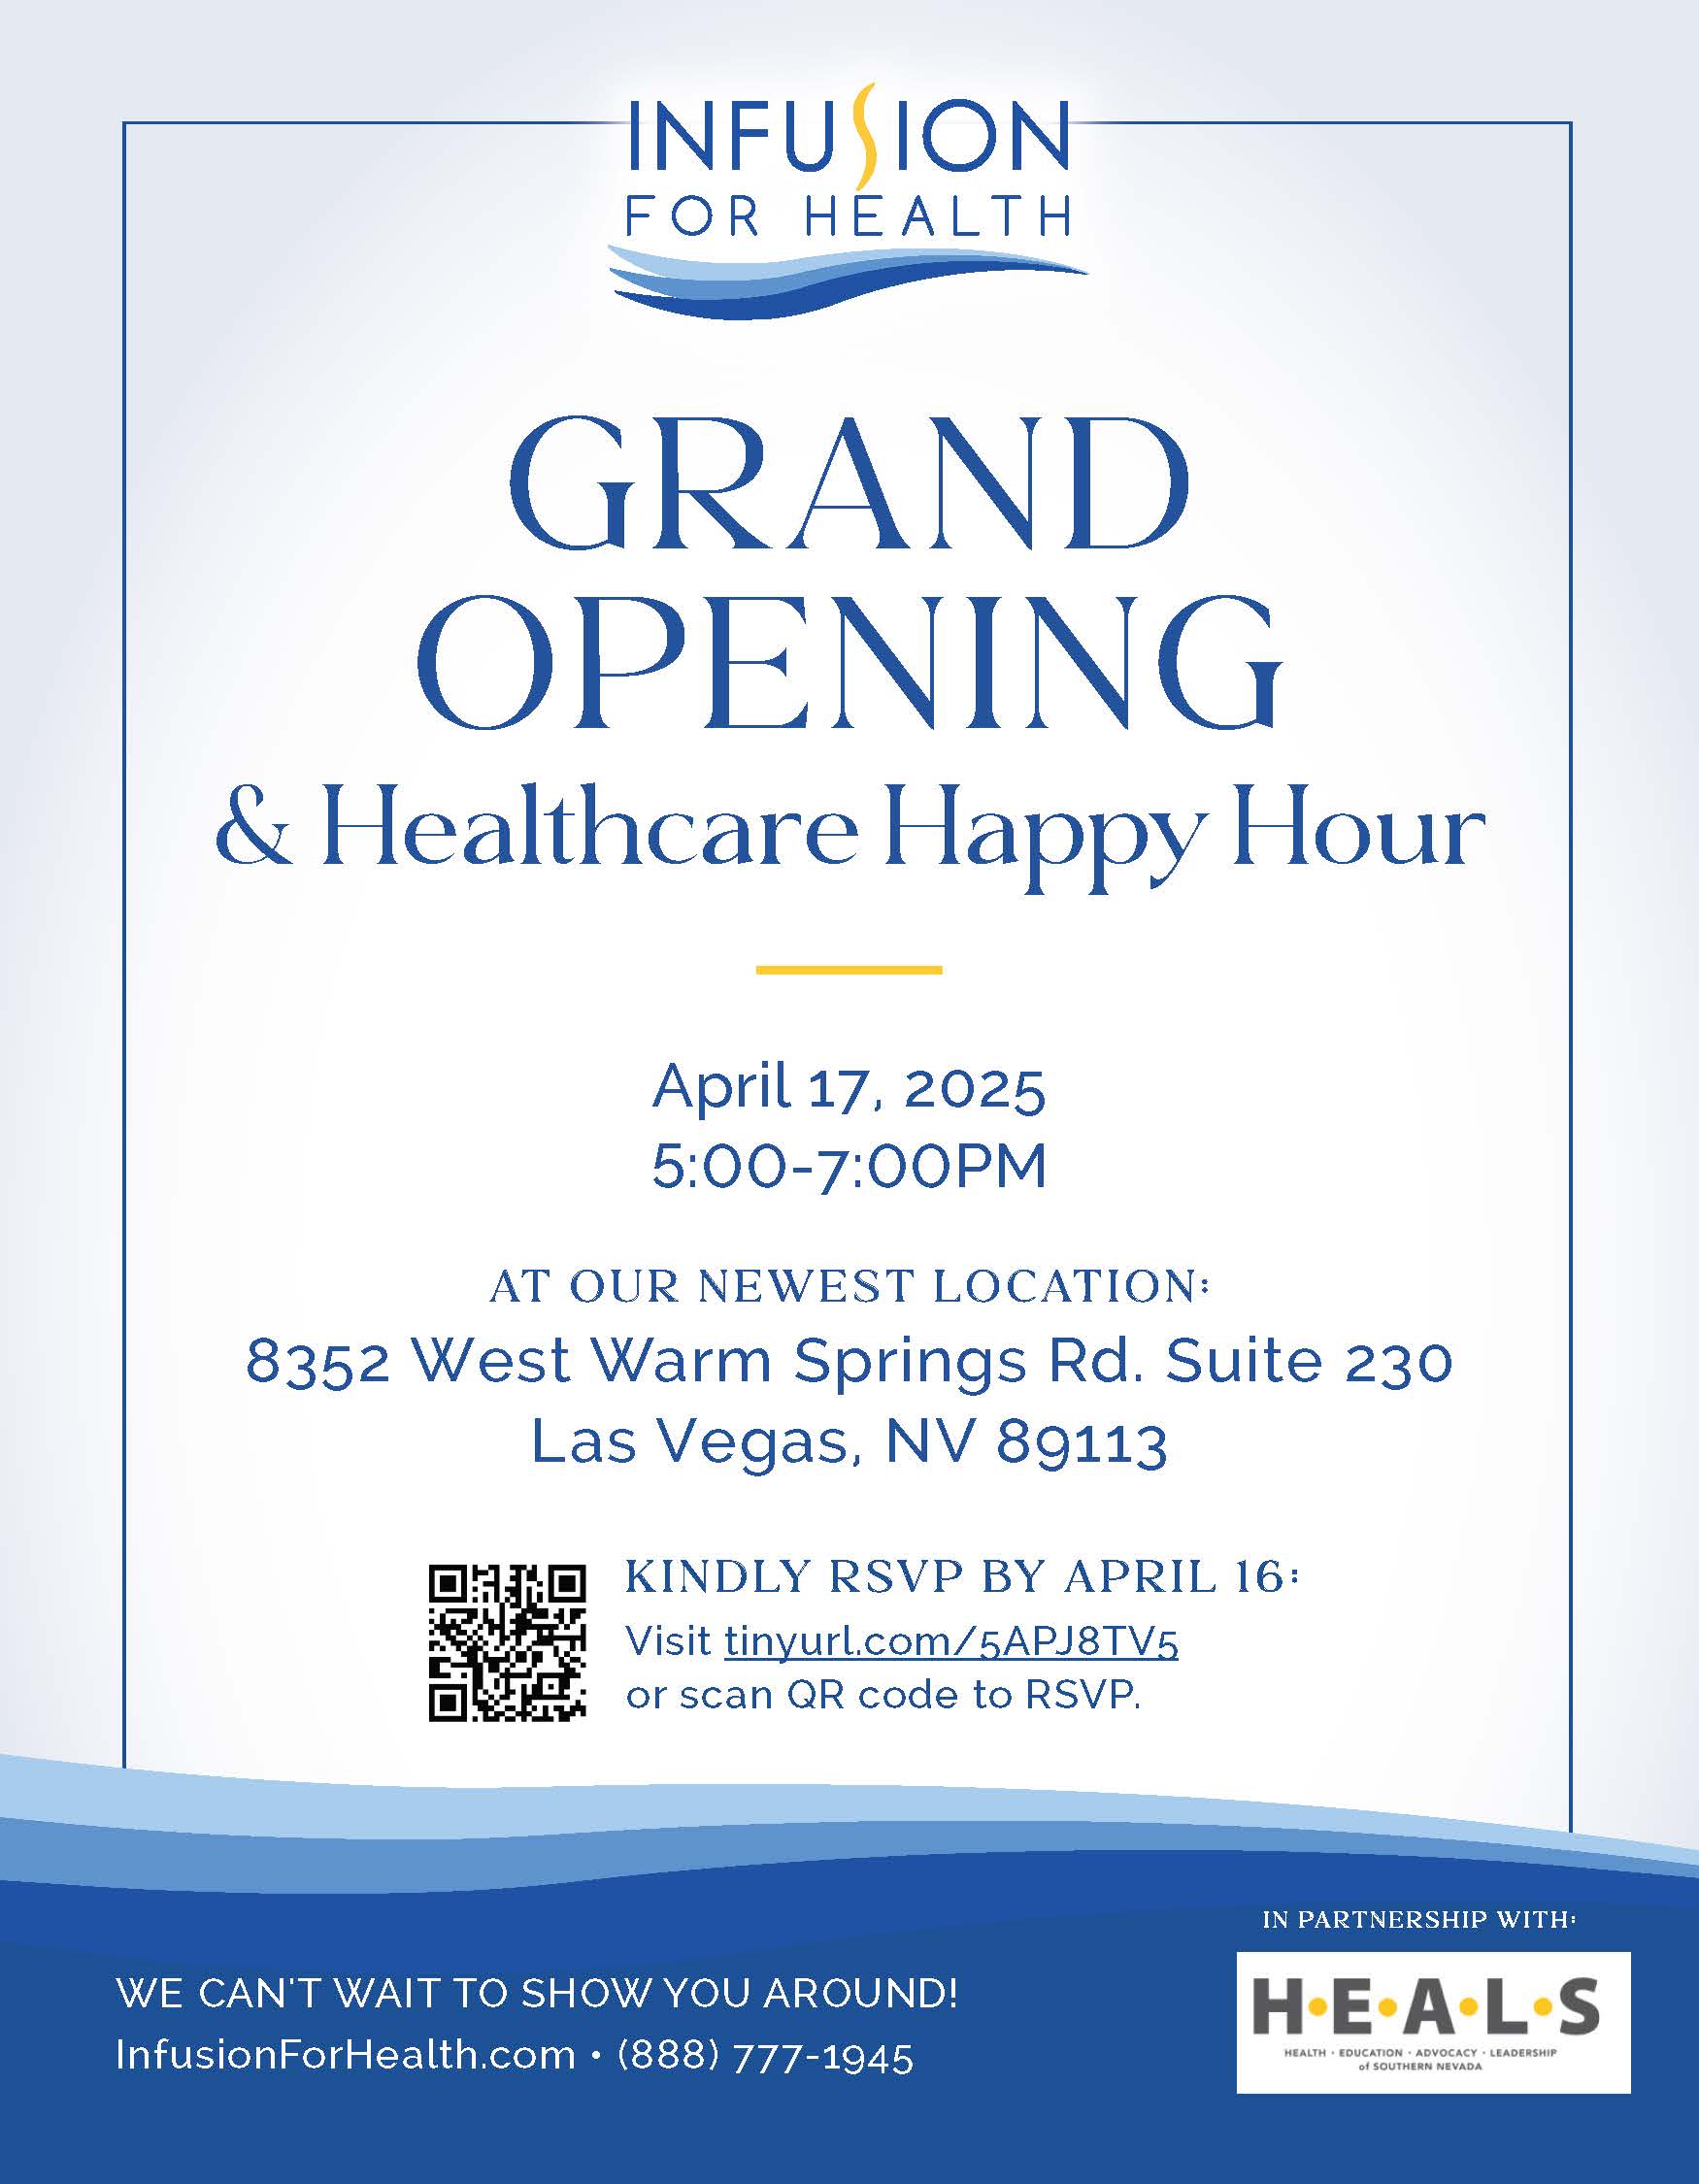 INFUSION
FOR HEALTH
GRAND
OPENING
& Healthcare Happy Hour
April 17, 2025
5:00-7:00PM
AT OUR NEWEST LOCATION:
8352 West Warm Springs Rd. Suite 230
Las Vegas, NV 89113
KINDLY RSVP BY APRIL 16:
Visit tinyurl.com/5APJ8TV5
or scan QR code to RSVP.
IN PARTNERSHIP WITH:
H•E•A•L•S
HEALTH • EDUCATION • ADVOCACY • LEADERSHIP
of SOUTHERN NEVADA
WE CAN'T WAIT TO SHOW YOU AROUND!
InfusionForHealth.com • (888) 777-1945